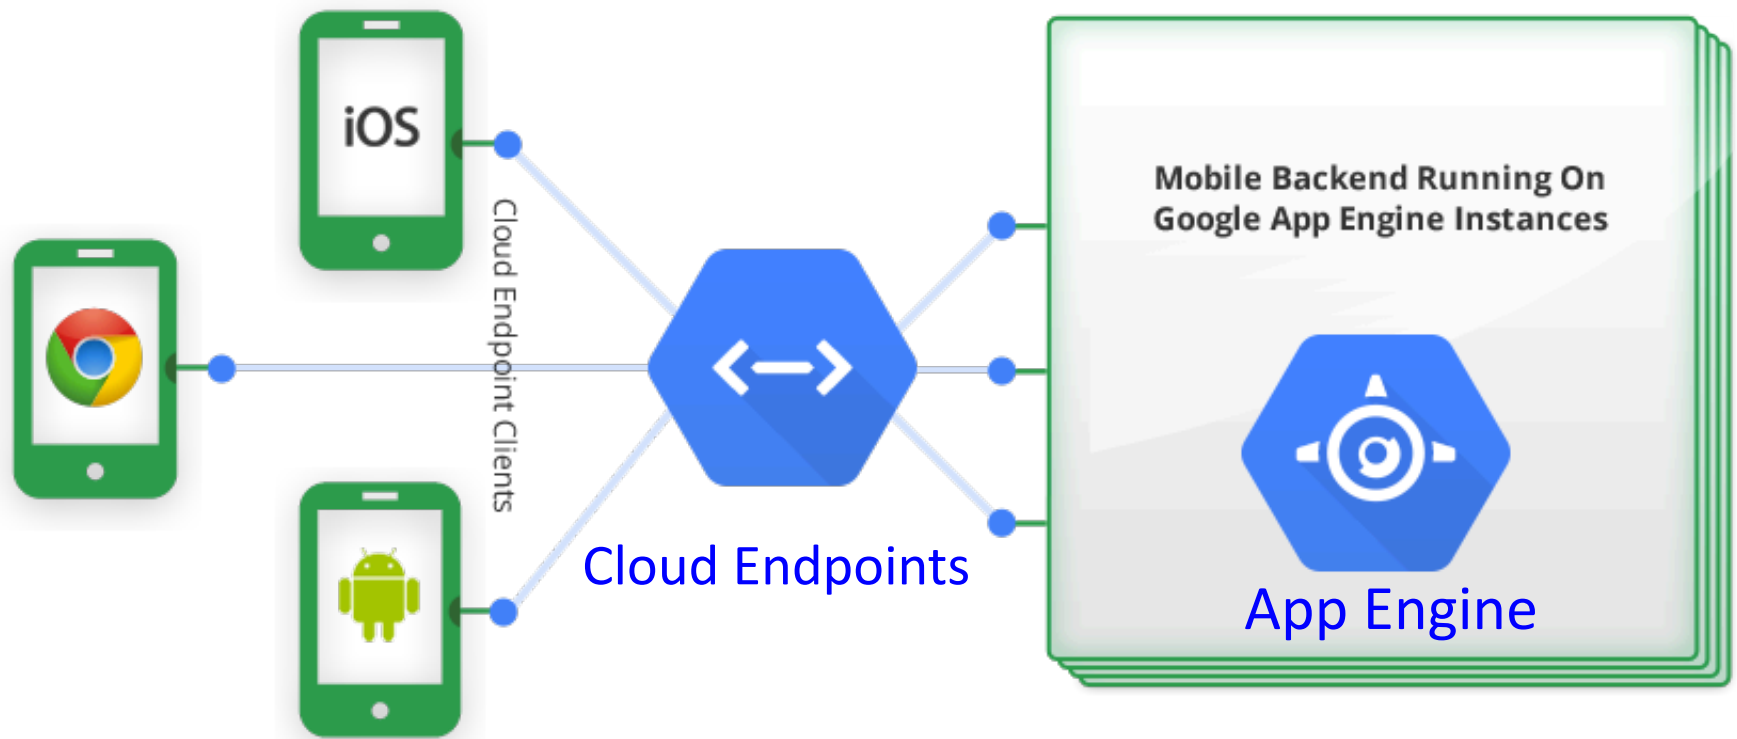 iOS
Cloud Endpoint Clients
Cloud Endpoints
Mobile Backend Running On
Google App Engine Instances
App Engine